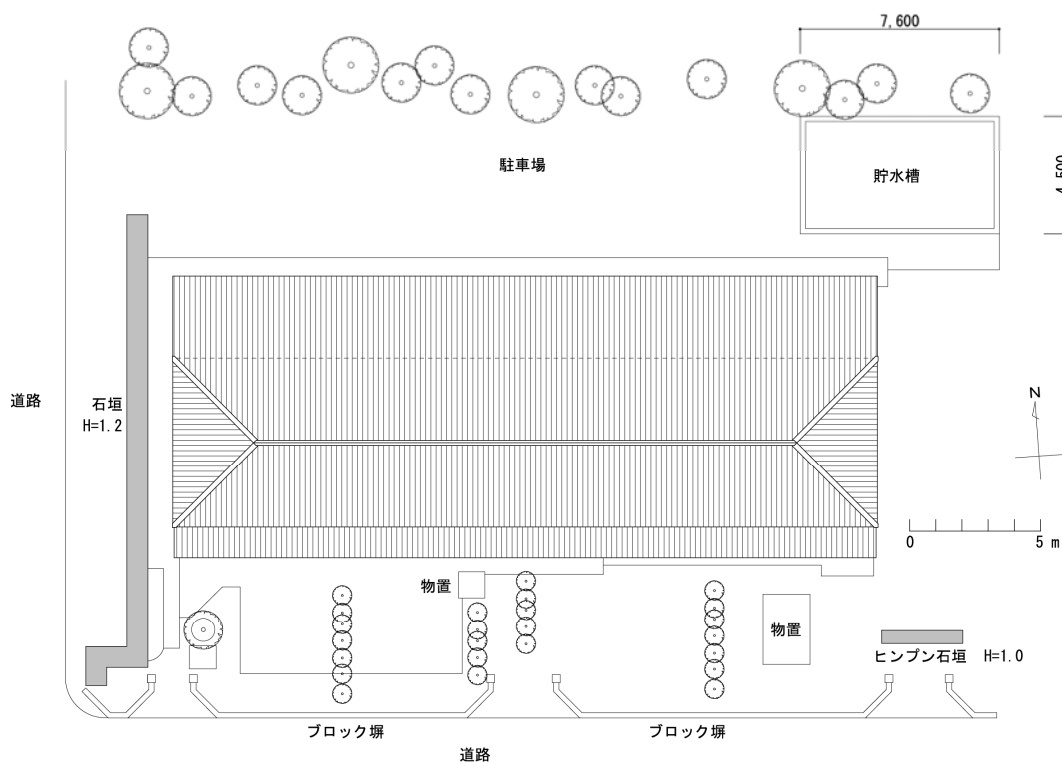 7,600
駐車場
貯水槽
4,500
道路
石垣
H=1.2
N
0 5 m
物置
物置
ヒンプン石垣 H=1.0
ブロック塀
ブロック塀
道路